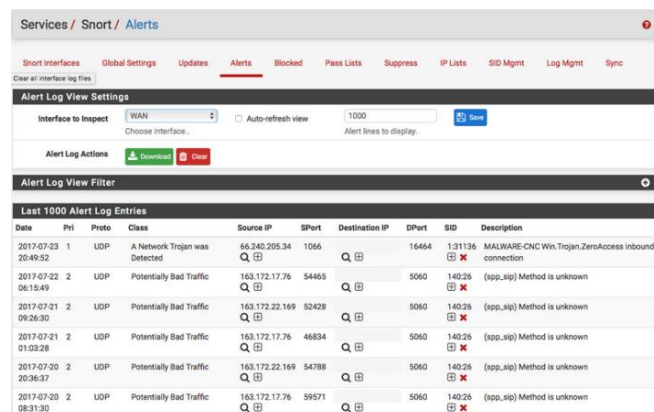 Services / Snort / Alerts
Snort Interfaces Global Settings Updates Alerts Blocked Pass Lists Suppress IP Lists SID Mgmt Log Mgmt Sync
Clear all interface log files
Alert Log View Settings
Interface to Inspect WAN Auto-refresh view 1000 Save
Choose interface.. Alert lines to display.
Alert Log Actions Download Clear
Alert Log View Filter
Last 1000 Alert Log Entries
Date Pri Proto Class Source IP SPort Destination IP DPort SID Description
2017-07-23 1 UDP A Network Trojan was 66.240.205.34 1066 16464 1:31136 MALWARE-CNC Win.Trojan.ZeroAccess inbound
20:49:52 Detected connection
2017-07-22 2 UDP Potentially Bad Traffic 163.172.17.76 54465 5060 140:26 (spp_sip) Method is unknown
06:15:49
2017-07-21 2 UDP Potentially Bad Traffic 163.172.22.169 52428 5060 140:26 (spp_sip) Method is unknown
09:26:30
2017-07-21 2 UDP Potentially Bad Traffic 163.172.17.76 46834 5060 140:26 (spp_sip) Method is unknown
01:03:28
2017-07-20 2 UDP Potentially Bad Traffic 163.172.22.169 54788 5060 140:26 (spp_sip) Method is unknown
20:36:37
2017-07-20 2 UDP Potentially Bad Traffic 163.172.17.76 59571 5060 140:26 (spp_sip) Method is unknown
08:31:30